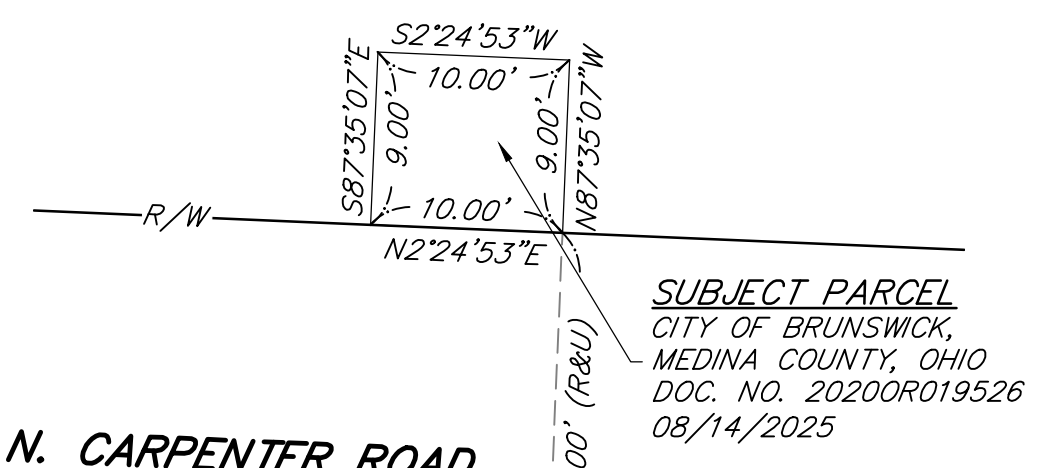 S2°24'53"W
10.00'
S87°35'07"E
9.00'
9.00'
N87°35'07"W
10.00'
R/W
N2°24'53"E
SUBJECT PARCEL
CITY OF BRUNSWICK,
MEDINA COUNTY, OHIO
DOC. NO. 2020OR019526
08/14/2025
00' (R&U)
N. CARPENTER ROAD